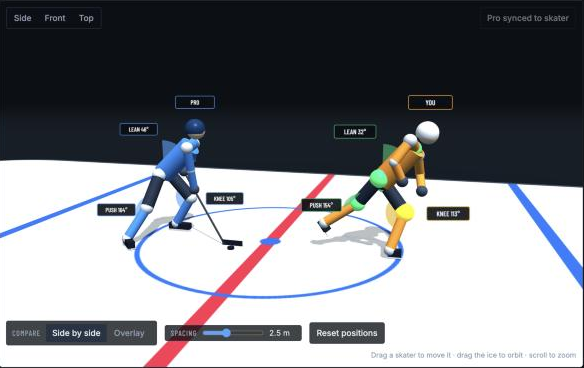 Side Front Top
Pro synced to skater
PRO
YOU
LEAN 46°
LEAN 32°
KNEE 105°
PUSH 164°
PUSH 164°
KNEE 113°
COMPARE Side by side Overlay
SPACING 2.5 m
Reset positions
Drag a skater to move it · drag the ice to orbit · scroll to zoom